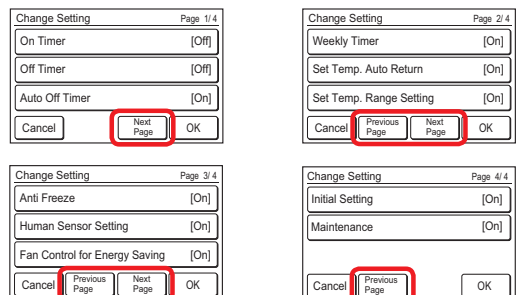 Change Setting Page 1/4
On Timer [Off]
Off Timer [Off]
Auto Off Timer [On]
Cancel Next Page OK
Change Setting Page 2/4
Weekly Timer [On]
Set Temp. Auto Return [On]
Set Temp. Range Setting [On]
Cancel Previous Page Next Page OK
Change Setting Page 3/4
Anti Freeze [On]
Human Sensor Setting [On]
Fan Control for Energy Saving [On]
Cancel Previous Page Next Page OK
Change Setting Page 4/4
Initial Setting [On]
Maintenance [On]
Cancel Previous Page OK